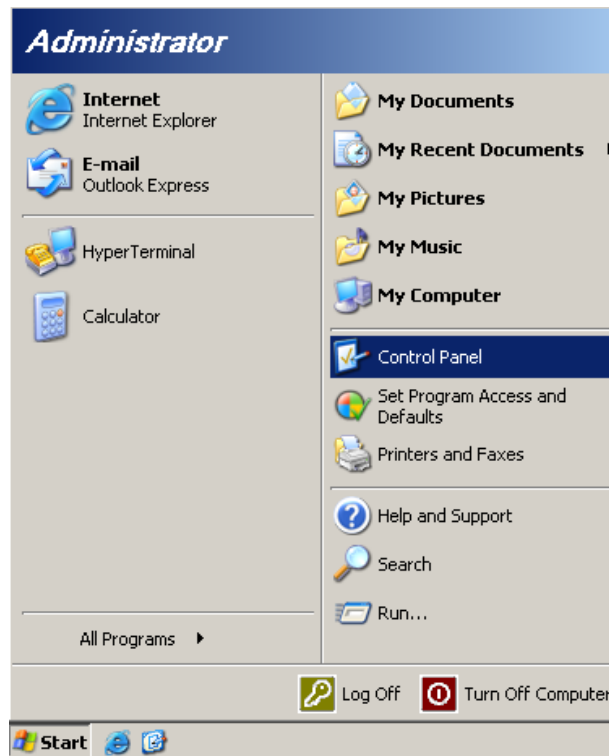 Administrator
Internet
Internet Explorer
E-mail
Outlook Express
HyperTerminal
Calculator
All Programs
My Documents
My Recent Documents
My Pictures
My Music
My Computer
Control Panel
Set Program Access and
Defaults
Printers and Faxes
Help and Support
Search
Run...
Log Off
Turn Off Computer
Start